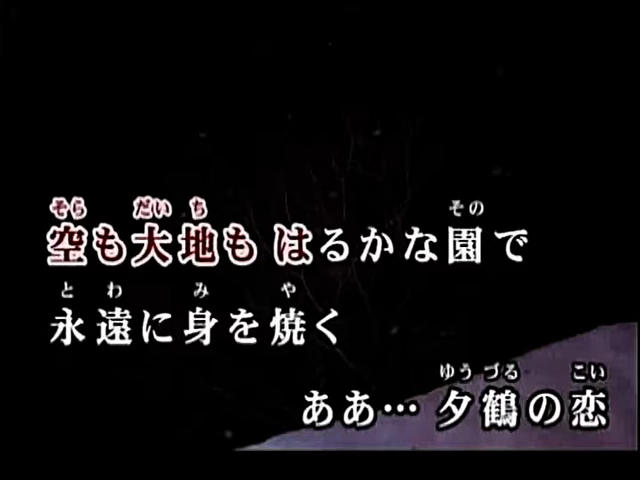 そら だい ち その
空も大地も はるかな園で
とわ み や
永遠に身を焼く
ゆうづる こい
ああ… 夕鶴の恋